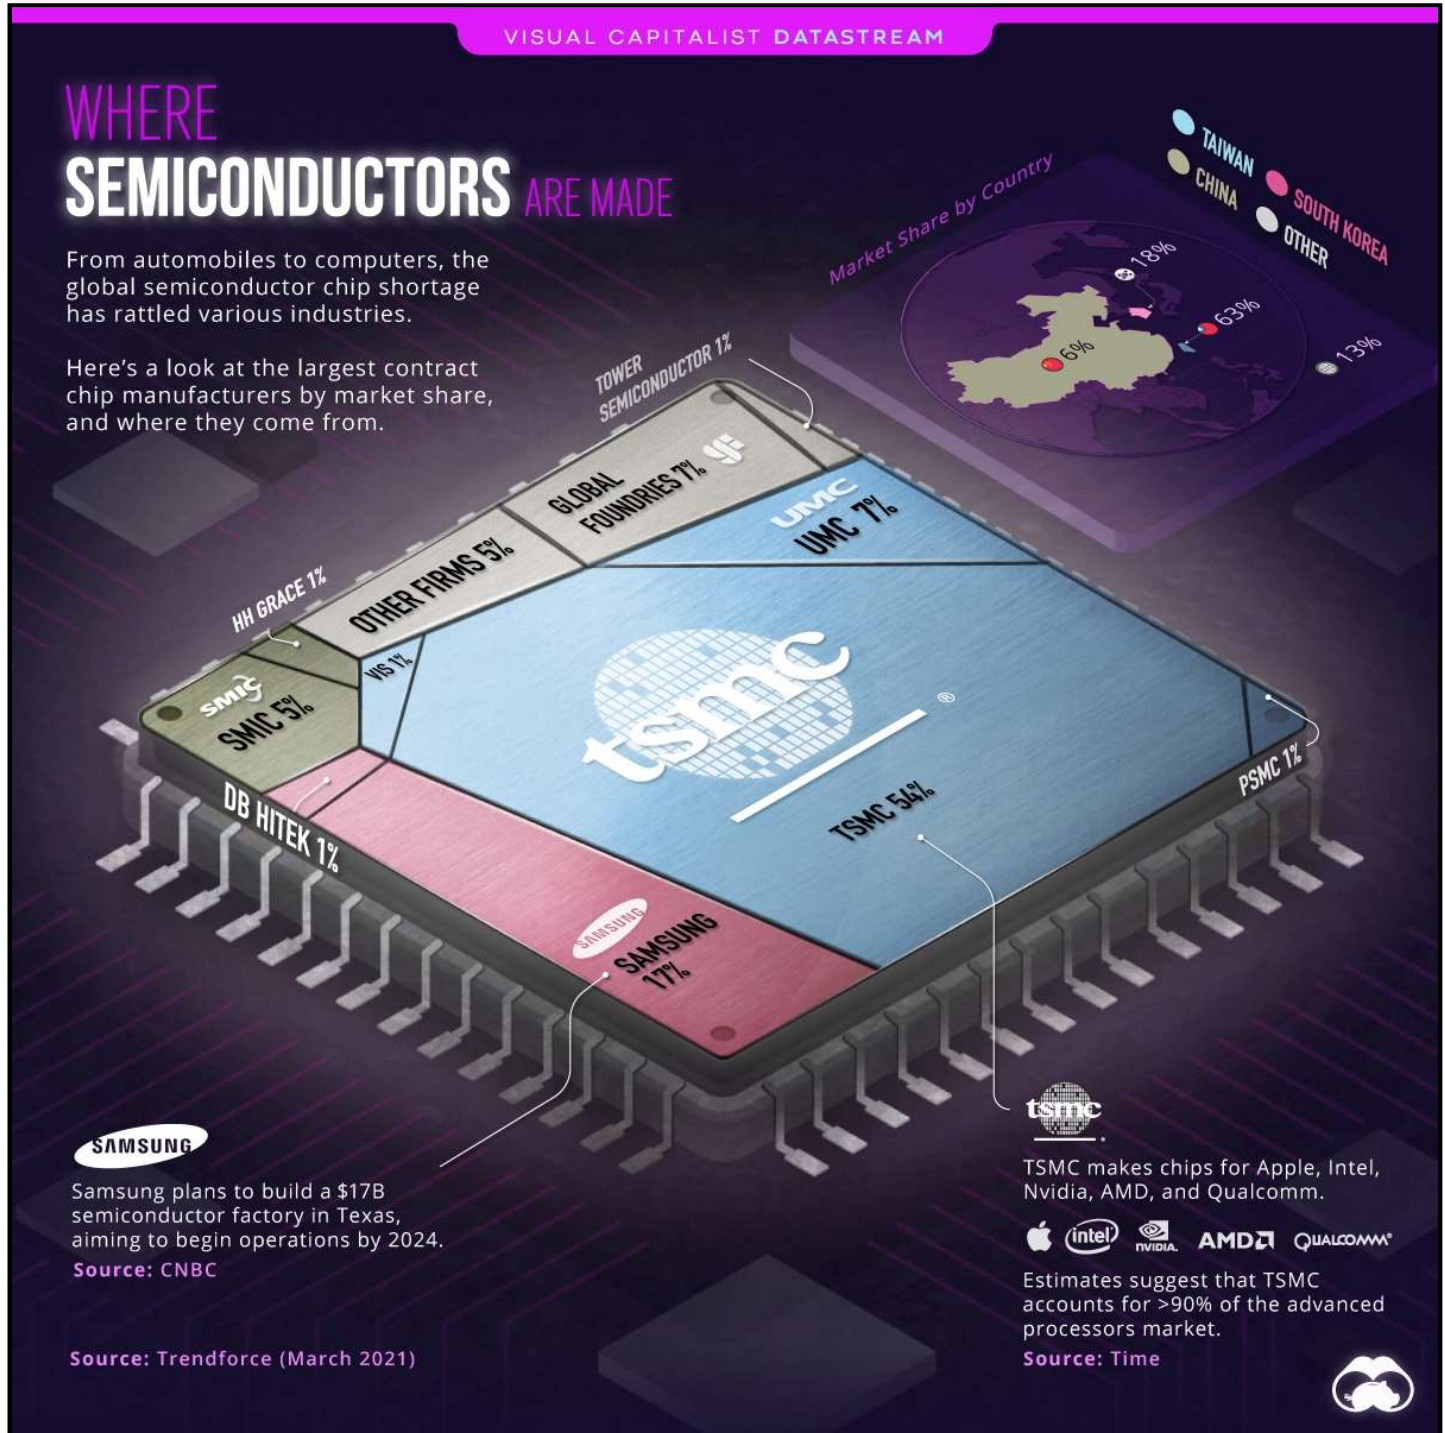 VISUAL CAPITALIST DATASTREAM
WHERE
SEMICONDUCTORS ARE MADE
From automobiles to computers, the
global semiconductor chip shortage
has rattled various industries.
Here's a look at the largest contract
chip manufacturers by market share,
and where they come from.
Market Share by Country
TAIWAN
SOUTH KOREA
CHINA
OTHER
18%
63%
6%
13%
TOWER
SEMICONDUCTOR 1%
GLOBAL
FOUNDRIES 7%
GF
UMC
UMC 7%
OTHER FIRMS 5%
HH GRACE 1%
VIS 1%
SMIC
SMIC 5%
tsmc
®
TSMC 54%
PSMC 1%
DB HITEK 1%
SAMSUNG
SAMSUNG
17%
SAMSUNG
Samsung plans to build a $17B
semiconductor factory in Texas,
aiming to begin operations by 2024.
Source: CNBC
Source: Trendforce (March 2021)
tsmc
TSMC makes chips for Apple, Intel,
Nvidia, AMD, and Qualcomm.
intel NVIDIA. AMD QUALCOMM®
Estimates suggest that TSMC
accounts for >90% of the advanced
processors market.
Source: Time